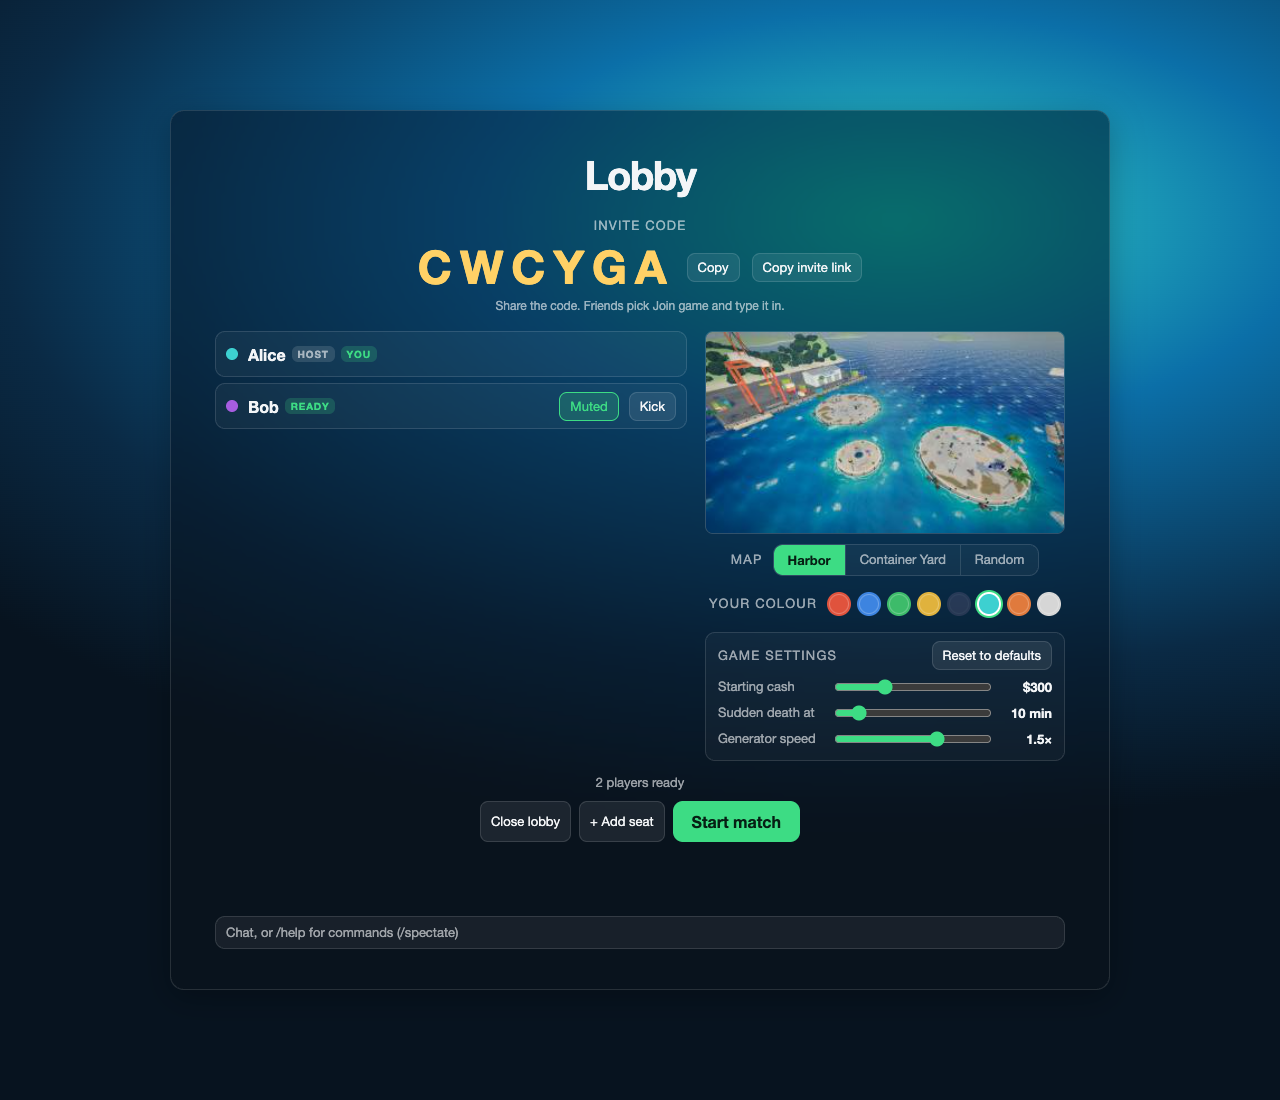 Lobby
INVITE CODE
CWCYGA Copy Copy invite link
Share the code. Friends pick Join game and type it in.
Alice HOST YOU
Bob READY Muted Kick
MAP Harbor Container Yard Random
YOUR COLOUR
GAME SETTINGS Reset to defaults
Starting cash $300
Sudden death at 10 min
Generator speed 1.5×
2 players ready
Close lobby + Add seat Start match
Chat, or /help for commands (/spectate)